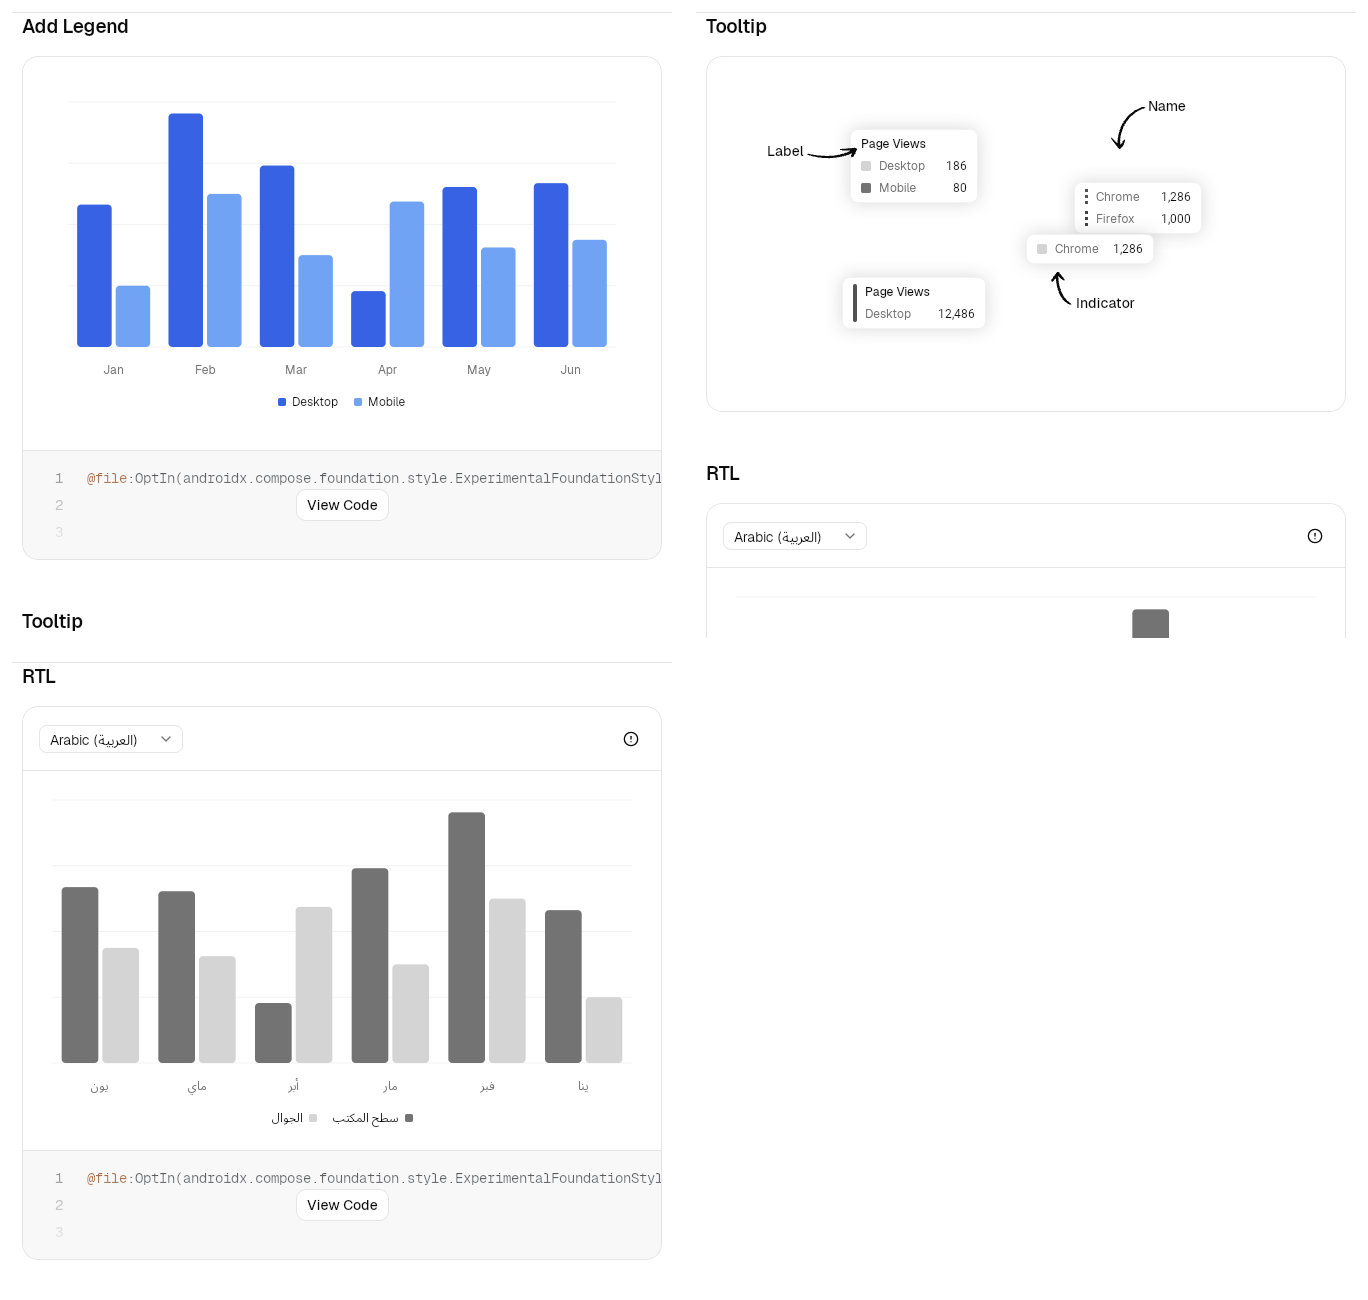 Add Legend
Jan Feb Mar Apr May Jun
Desktop Mobile
1 @file:OptIn(androidx.compose.foundation.style.ExperimentalFoundationStyl
2
View Code
3
Tooltip
Tooltip
Label
Page Views
Desktop 186
Mobile 80
Name
Chrome 1,286
Firefox 1,000
Chrome 1,286
Indicator
Page Views
Desktop 12,486
RTL
Arabic (العربية)
RTL
Arabic (العربية)
ينا فبر مار أبر ماي يون
سطح المكتب الجوال
1 @file:OptIn(androidx.compose.foundation.style.ExperimentalFoundationStyl
2
View Code
3